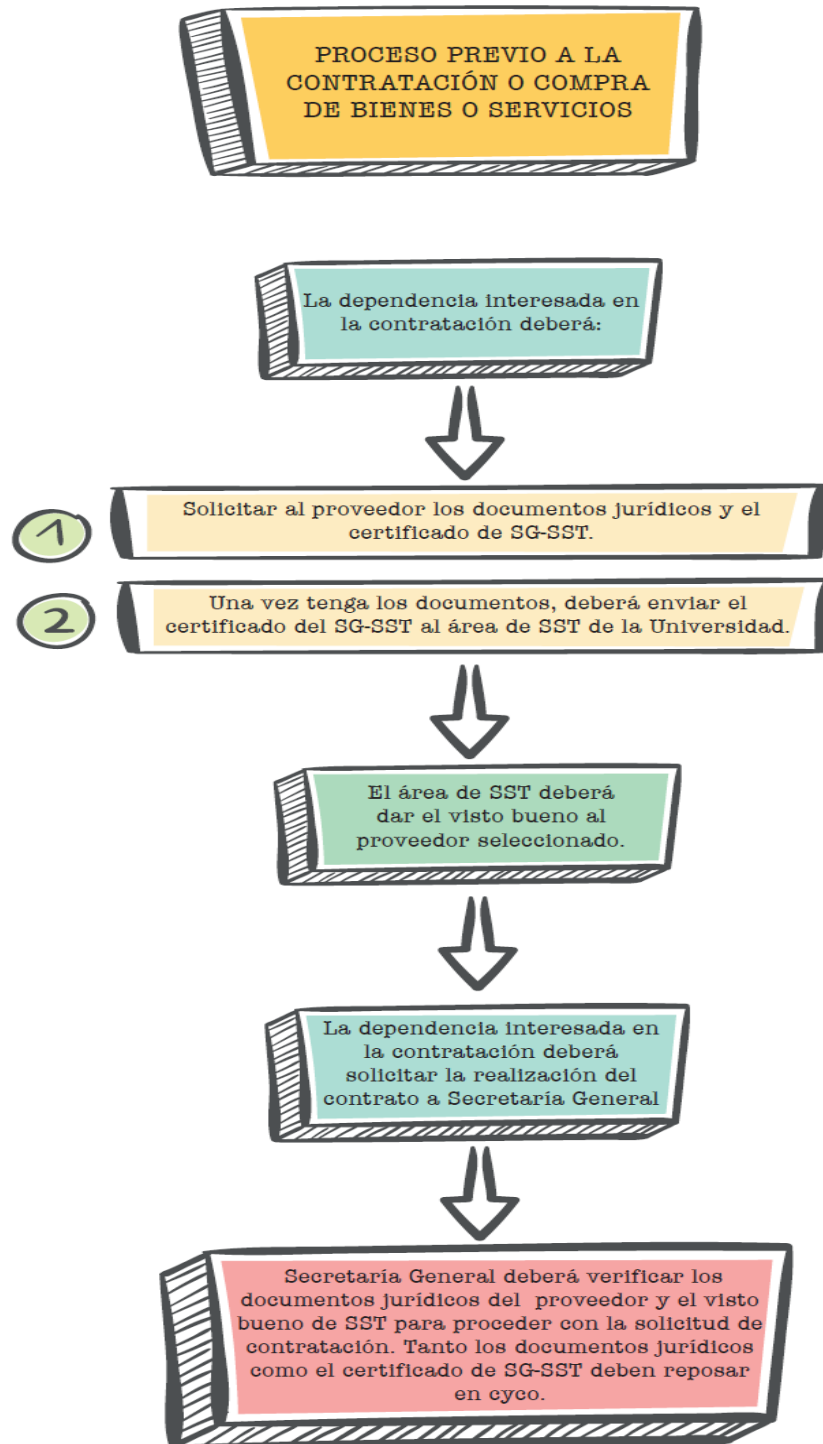 PROCESO PREVIO A LA
CONTRATACIÓN O COMPRA
DE BIENES O SERVICIOS
La dependencia interesada en
la contratación deberá:
1
Solicitar al proveedor los documentos jurídicos y el
certificado de SG-SST.
2
Una vez tenga los documentos, deberá enviar el
certificado del SG-SST al área de SST de la Universidad.
El área de SST deberá
dar el visto bueno al
proveedor seleccionado.
La dependencia interesada en
la contratación deberá
solicitar la realización del
contrato a Secretaría General
Secretaría General deberá verificar los
documentos jurídicos del proveedor y el visto
bueno de SST para proceder con la solicitud de
contratación. Tanto los documentos jurídicos
como el certificado de SG-SST deben reposar
en cyco.